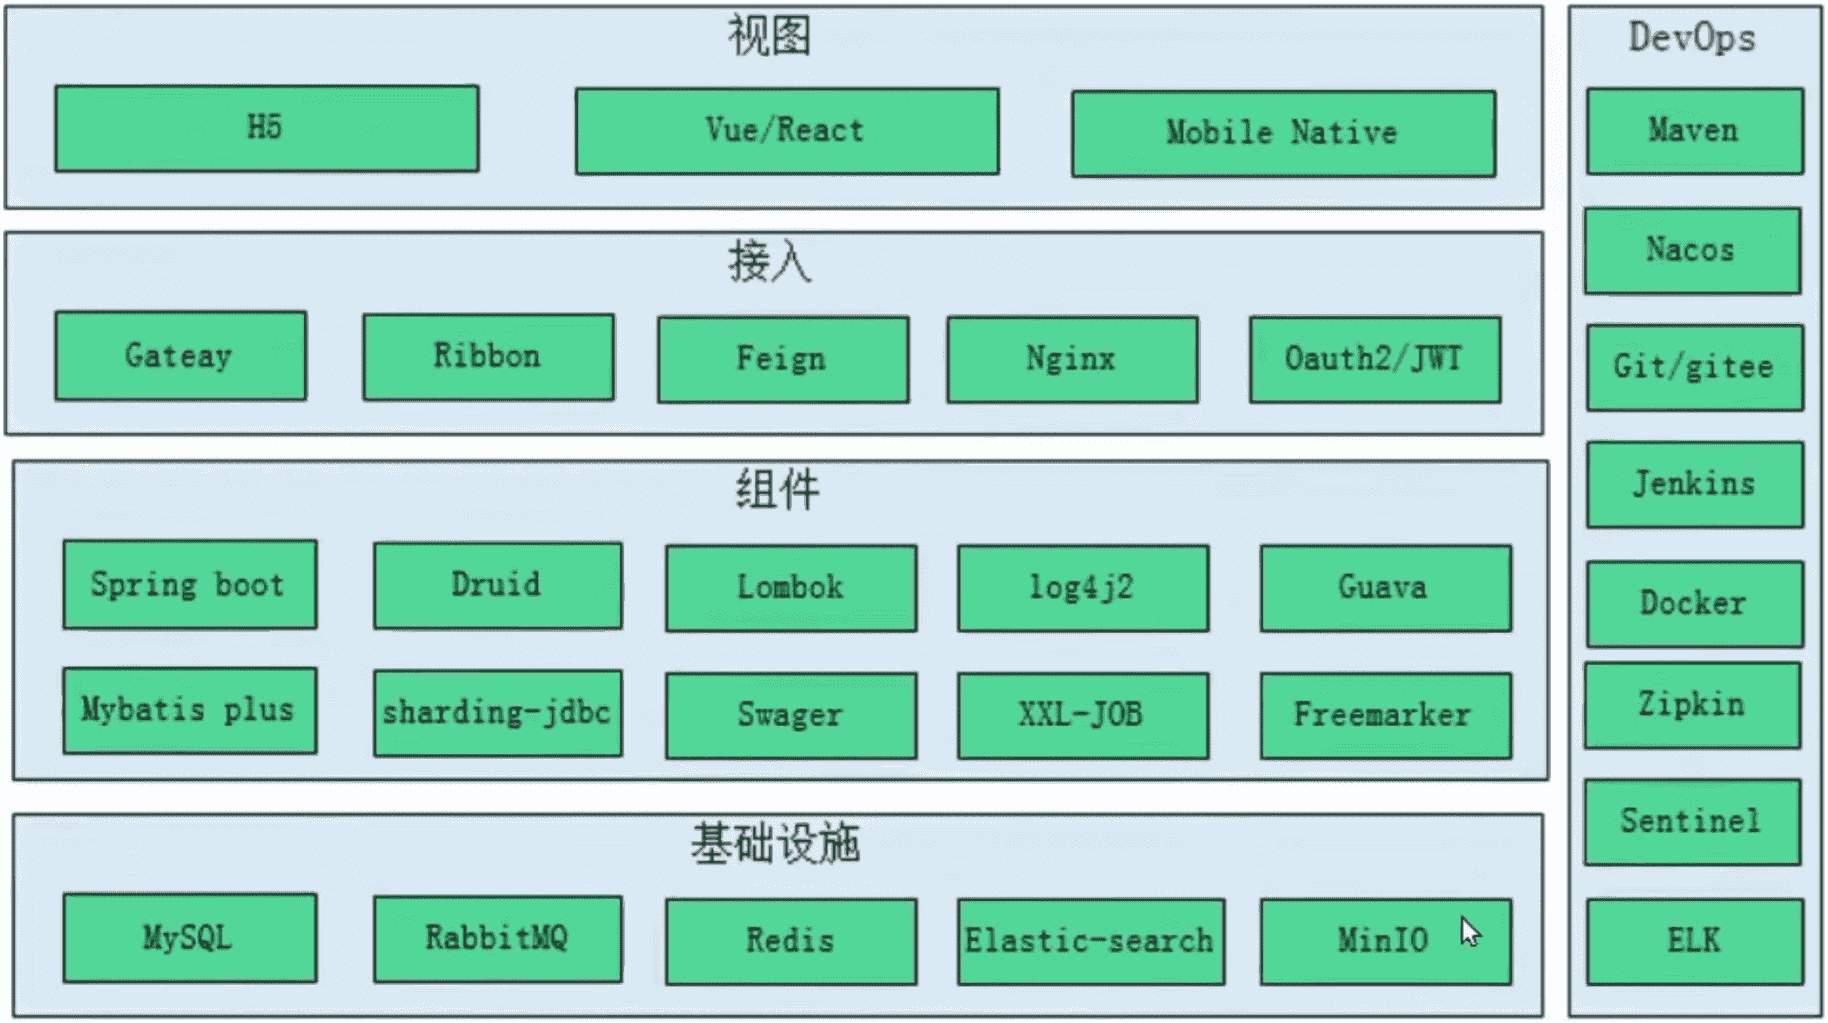 视图
H5
Vue/React
Mobile Native
接入
Gateay
Ribbon
Feign
Nginx
Oauth2/JWT
组件
Spring boot
Druid
Lombok
log4j2
Guava
Mybatis plus
sharding-jdbc
Swager
XXL-JOB
Freemarker
基础设施
MySQL
RabbitMQ
Redis
Elastic-search
MinIO
DevOps
Maven
Nacos
Git/gitee
Jenkins
Docker
Zipkin
Sentinel
ELK